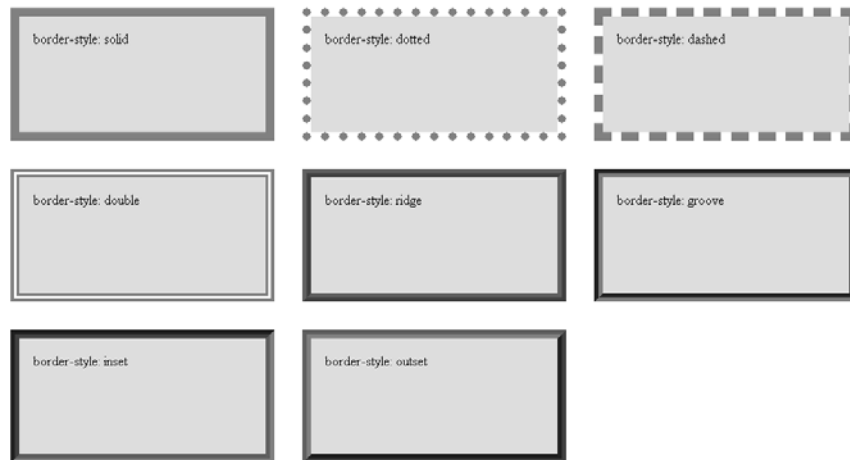 border-style: solid
border-style: dotted
border-style: dashed
border-style: double
border-style: ridge
border-style: groove
border-style: inset
border-style: outset